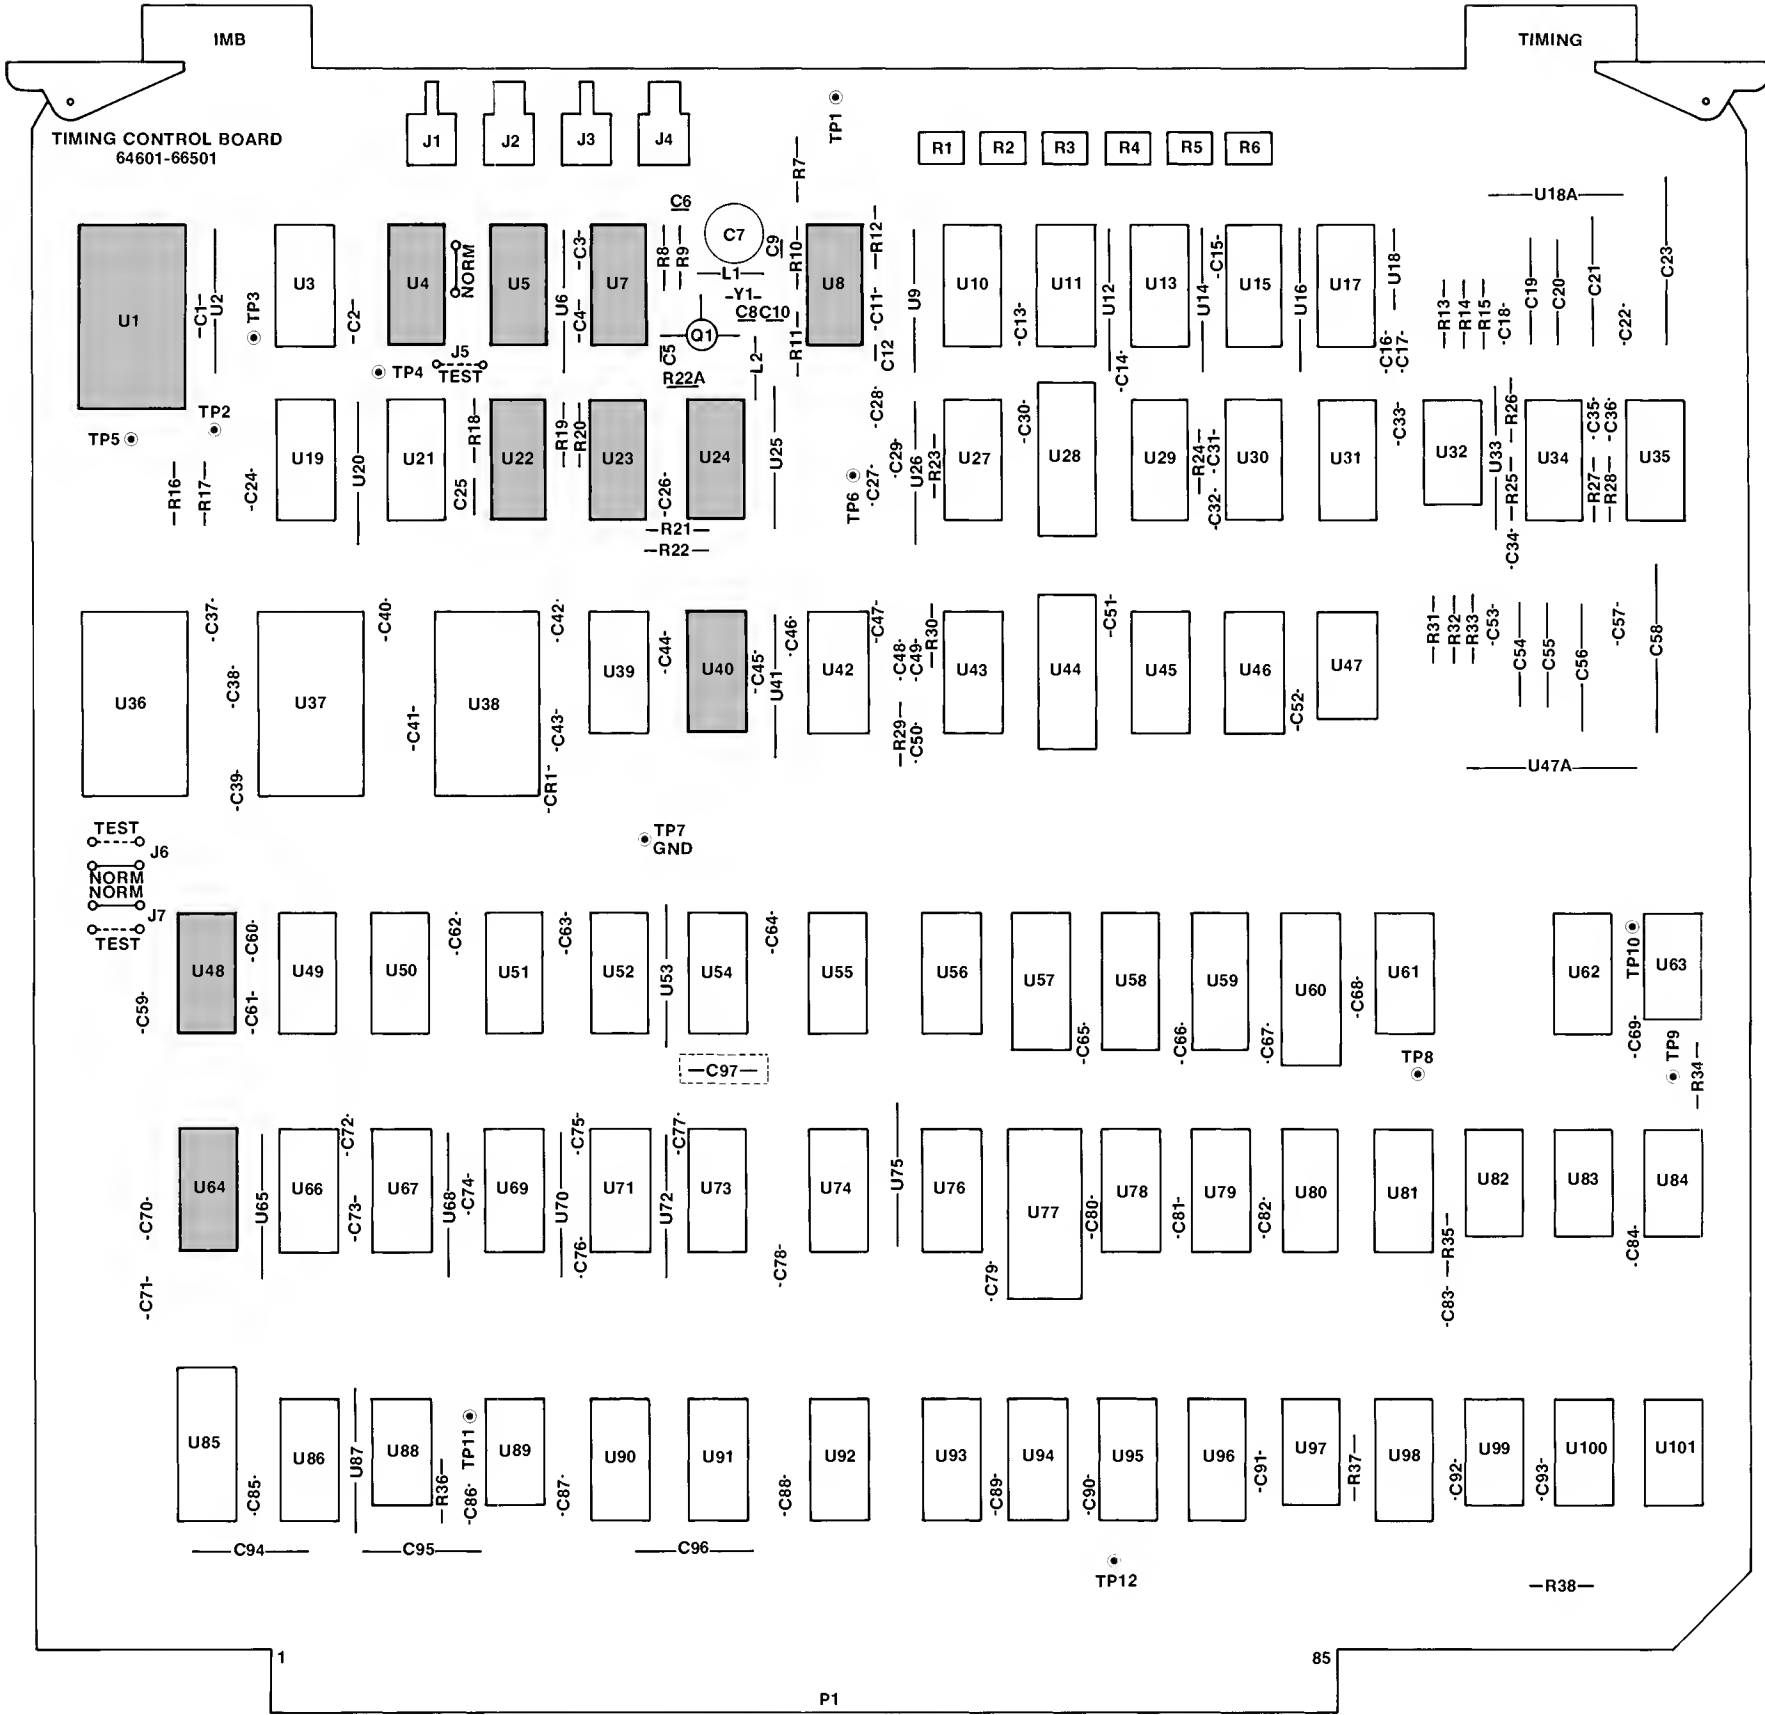 IMB
TIMING
TIMING CONTROL BOARD
64601-66501
J1
J2
J3
J4
TP1
R7
R1
R2
R3
R4
R5
R6
U18A
C6
C7
C9
R10
R12
R8
R9
L1
Y1
C8
C10
Q1
C5
R22A
L2
R11
C11
C12
U1
C1
U2
TP3
U3
C2
U4
NORM
J5
TEST
TP4
U5
U6
C3
C4
U7
U8
U9
U10
C13
U11
U12
C14
U13
U14
C15
U15
U16
U17
U18
C16
C17
R13
R14
R15
C18
C19
C20
C21
C22
C23
TP5
TP2
R16
R17
C24
U19
U20
U21
C25
R18
U22
R19
R20
U23
C26
R21
R22
U24
U25
TP6
C27
C28
C29
U26
R23
U27
C30
U28
U29
R24
C31
C32
U30
U31
C33
U32
U33
R26
R25
C34
U34
C35
C36
R27
R28
U35
U36
C37
C38
C39
U37
C40
C41
U38
C42
C43
CR1
U39
C44
U40
C45
U41
C46
U42
C47
C48
C49
R29
C50
R30
U43
U44
C51
U45
U46
C52
U47
R31
R32
R33
C53
C54
C55
C56
C57
C58
U47A
TEST
J6
NORM
NORM
J7
TEST
TP7
GND
C59
U48
C60
C61
U49
U50
C62
U51
C63
U52
U53
U54
C64
C97
U55
U56
U57
C65
U58
C66
U59
C67
U60
C68
U61
TP8
U62
TP10
C69
U63
TP9
R34
C70
C71
U64
U65
U66
C72
C73
U67
U68
C74
U69
U70
C75
C76
U71
U72
C77
U73
C78
U74
U75
U76
C79
U77
C80
U78
C81
U79
C82
U80
U81
R35
C83
U82
U83
C84
U84
U85
C85
U86
U87
U88
R36
TP11
C86
U89
C87
U90
U91
C88
U92
U93
C89
U94
C90
U95
U96
C91
U97
R37
U98
C92
U99
C93
U100
U101
C94
C95
C96
TP12
R38
1
85
P1